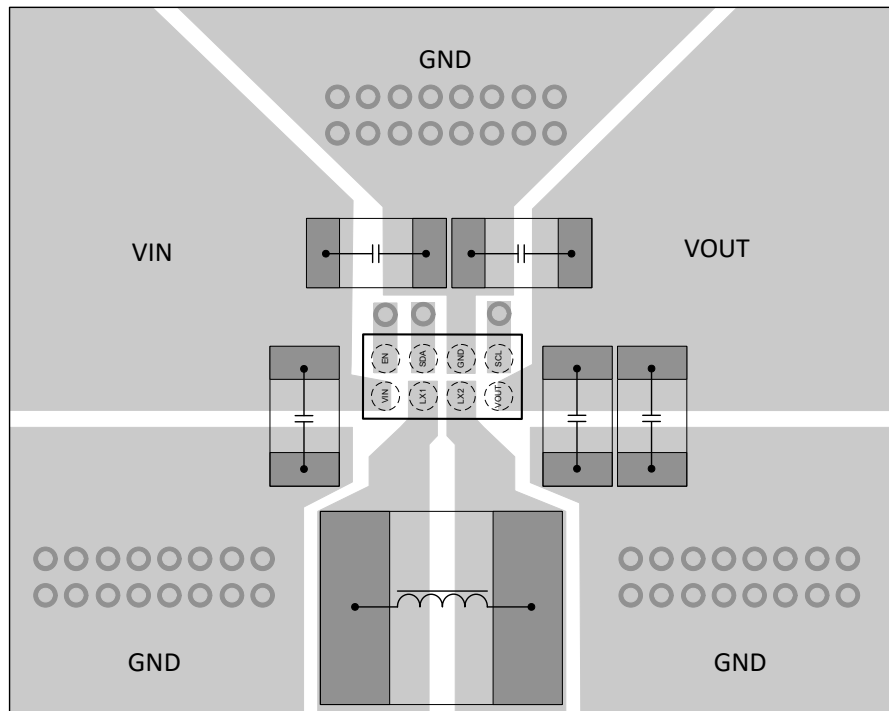 GND
VIN
VOUT
EN
SDA
GND
SCL
VIN
LX1
LX2
VOUT
GND
GND